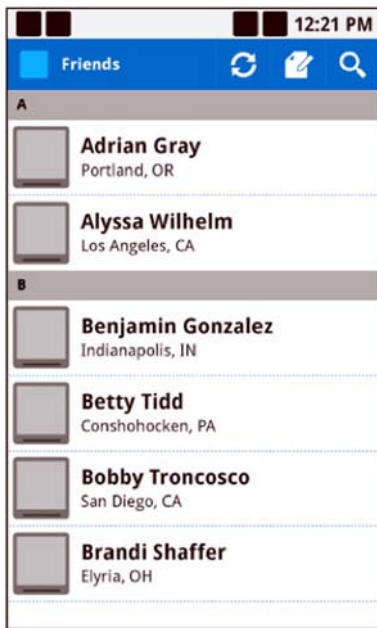 12:21 PM
Friends
A
Adrian Gray
Portland, OR
Alyssa Wilhelm
Los Angeles, CA
B
Benjamin Gonzalez
Indianapolis, IN
Betty Tidd
Conshohocken, PA
Bobby Troncosco
San Diego, CA
Brandi Shaffer
Elyria, OH